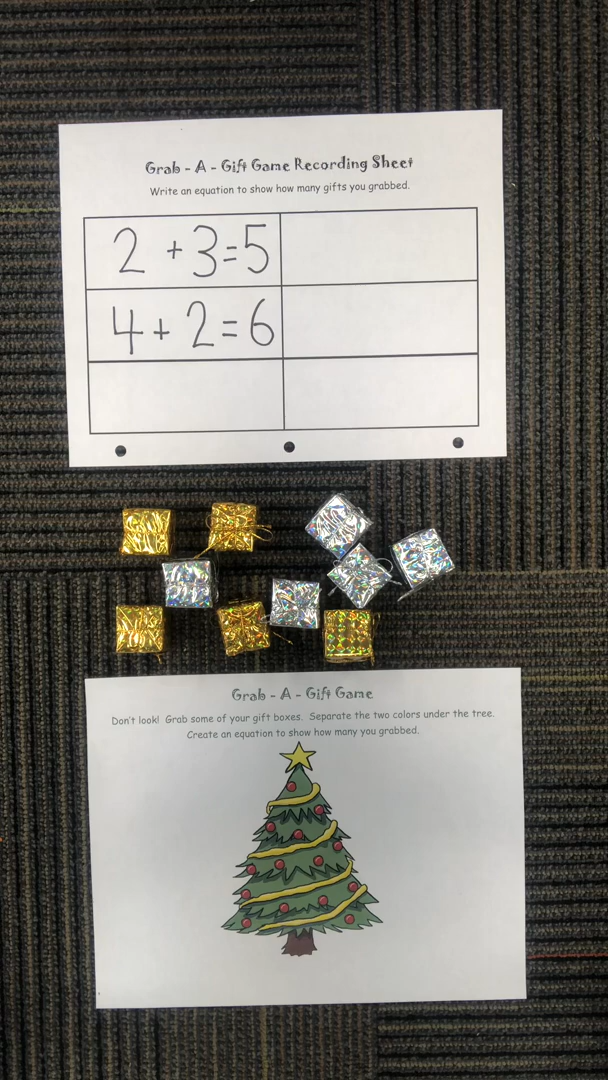 Grab - A - Gift Game Recording Sheet
Write an equation to show how many gifts you grabbed.
2 + 3 = 5
4 + 2 = 6
Grab - A - Gift Game
Don't look! Grab some of your gift boxes. Separate the two colors under the tree.
Create an equation to show how many you grabbed.